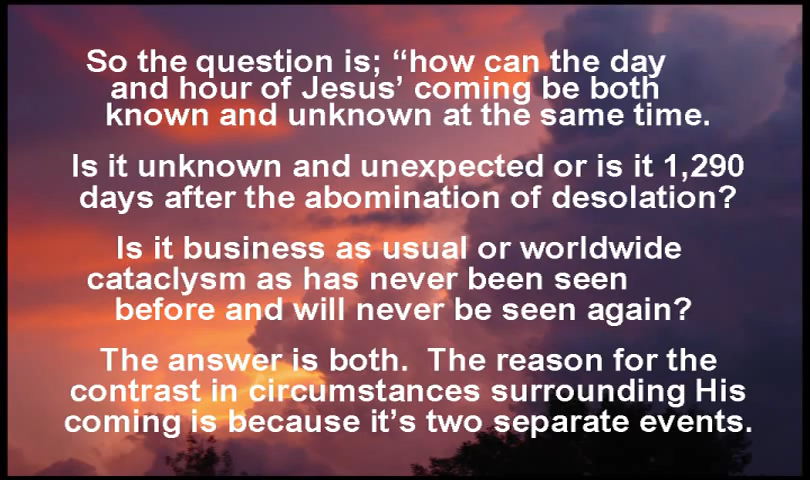 So the question is; “how can the day
and hour of Jesus’ coming be both
known and unknown at the same time.
Is it unknown and unexpected or is it 1,290
days after the abomination of desolation?
Is it business as usual or worldwide
cataclysm as has never been seen
before and will never be seen again?
The answer is both.  The reason for the
contrast in circumstances surrounding His
coming is because it’s two separate events.